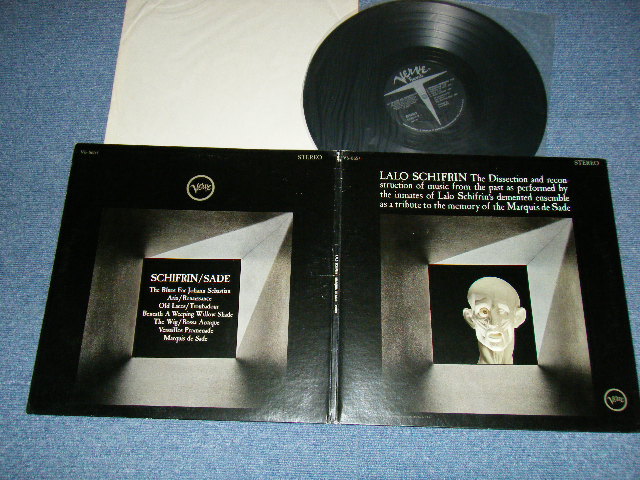 Verve
STEREO
Verve
SCHIFRIN/SADE
The Blues For Johann Sebastian
Aria/Renaissance
Old Laces/Troubadour
Beneath A Weeping Willow Shade
The Wig/Bossa Antique
Versailles Promenade
Marquis de Sade
STEREO
LALO SCHIFRIN The Dissection and recon-
struction of music from the past as performed by
the inmates of Lalo Schifrin's demented ensemble
as a tribute to the memory of the Marquis de Sade
Verve